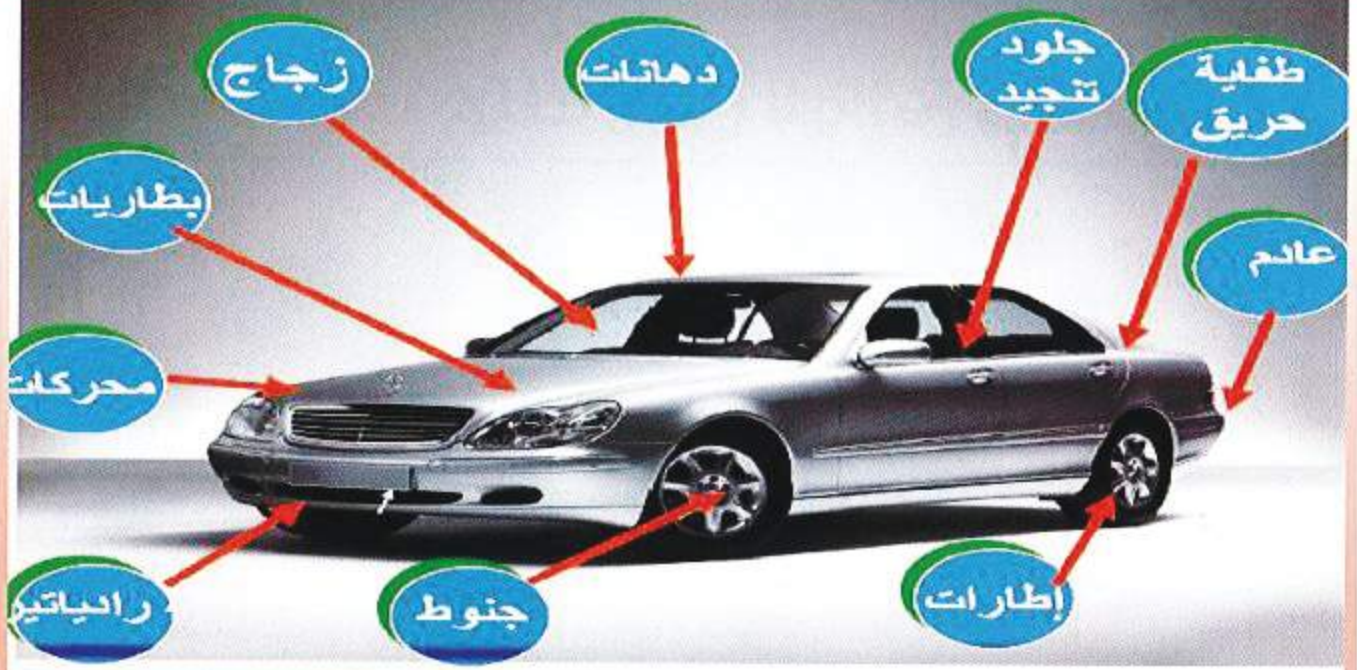 طفاية
حريق
جلود
تنجيد
دهانات
زجاج
بطاريات
عادم
محركات
إطارات
جنوط
رادياتير